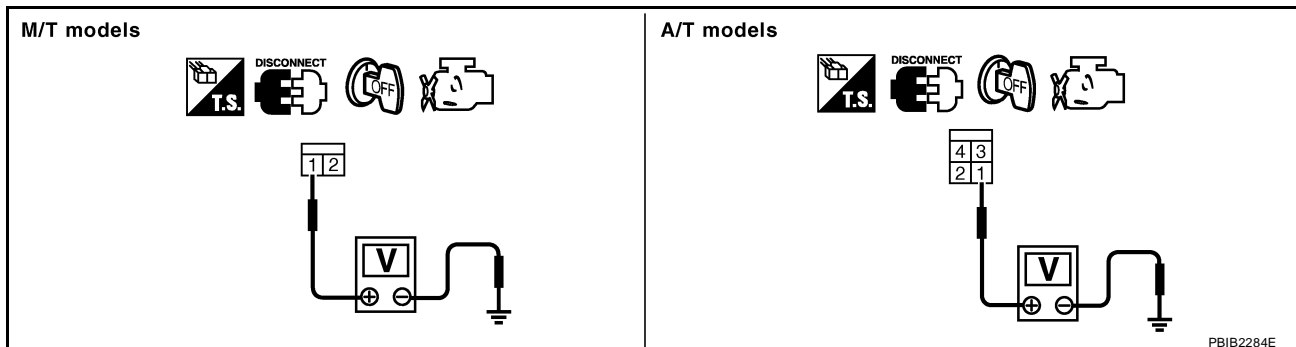 M/T models
T.S.
DISCONNECT
OFF
1 2
V
+ −
A/T models
T.S.
DISCONNECT
OFF
4 3
2 1
V
+ −
PBIB2284E